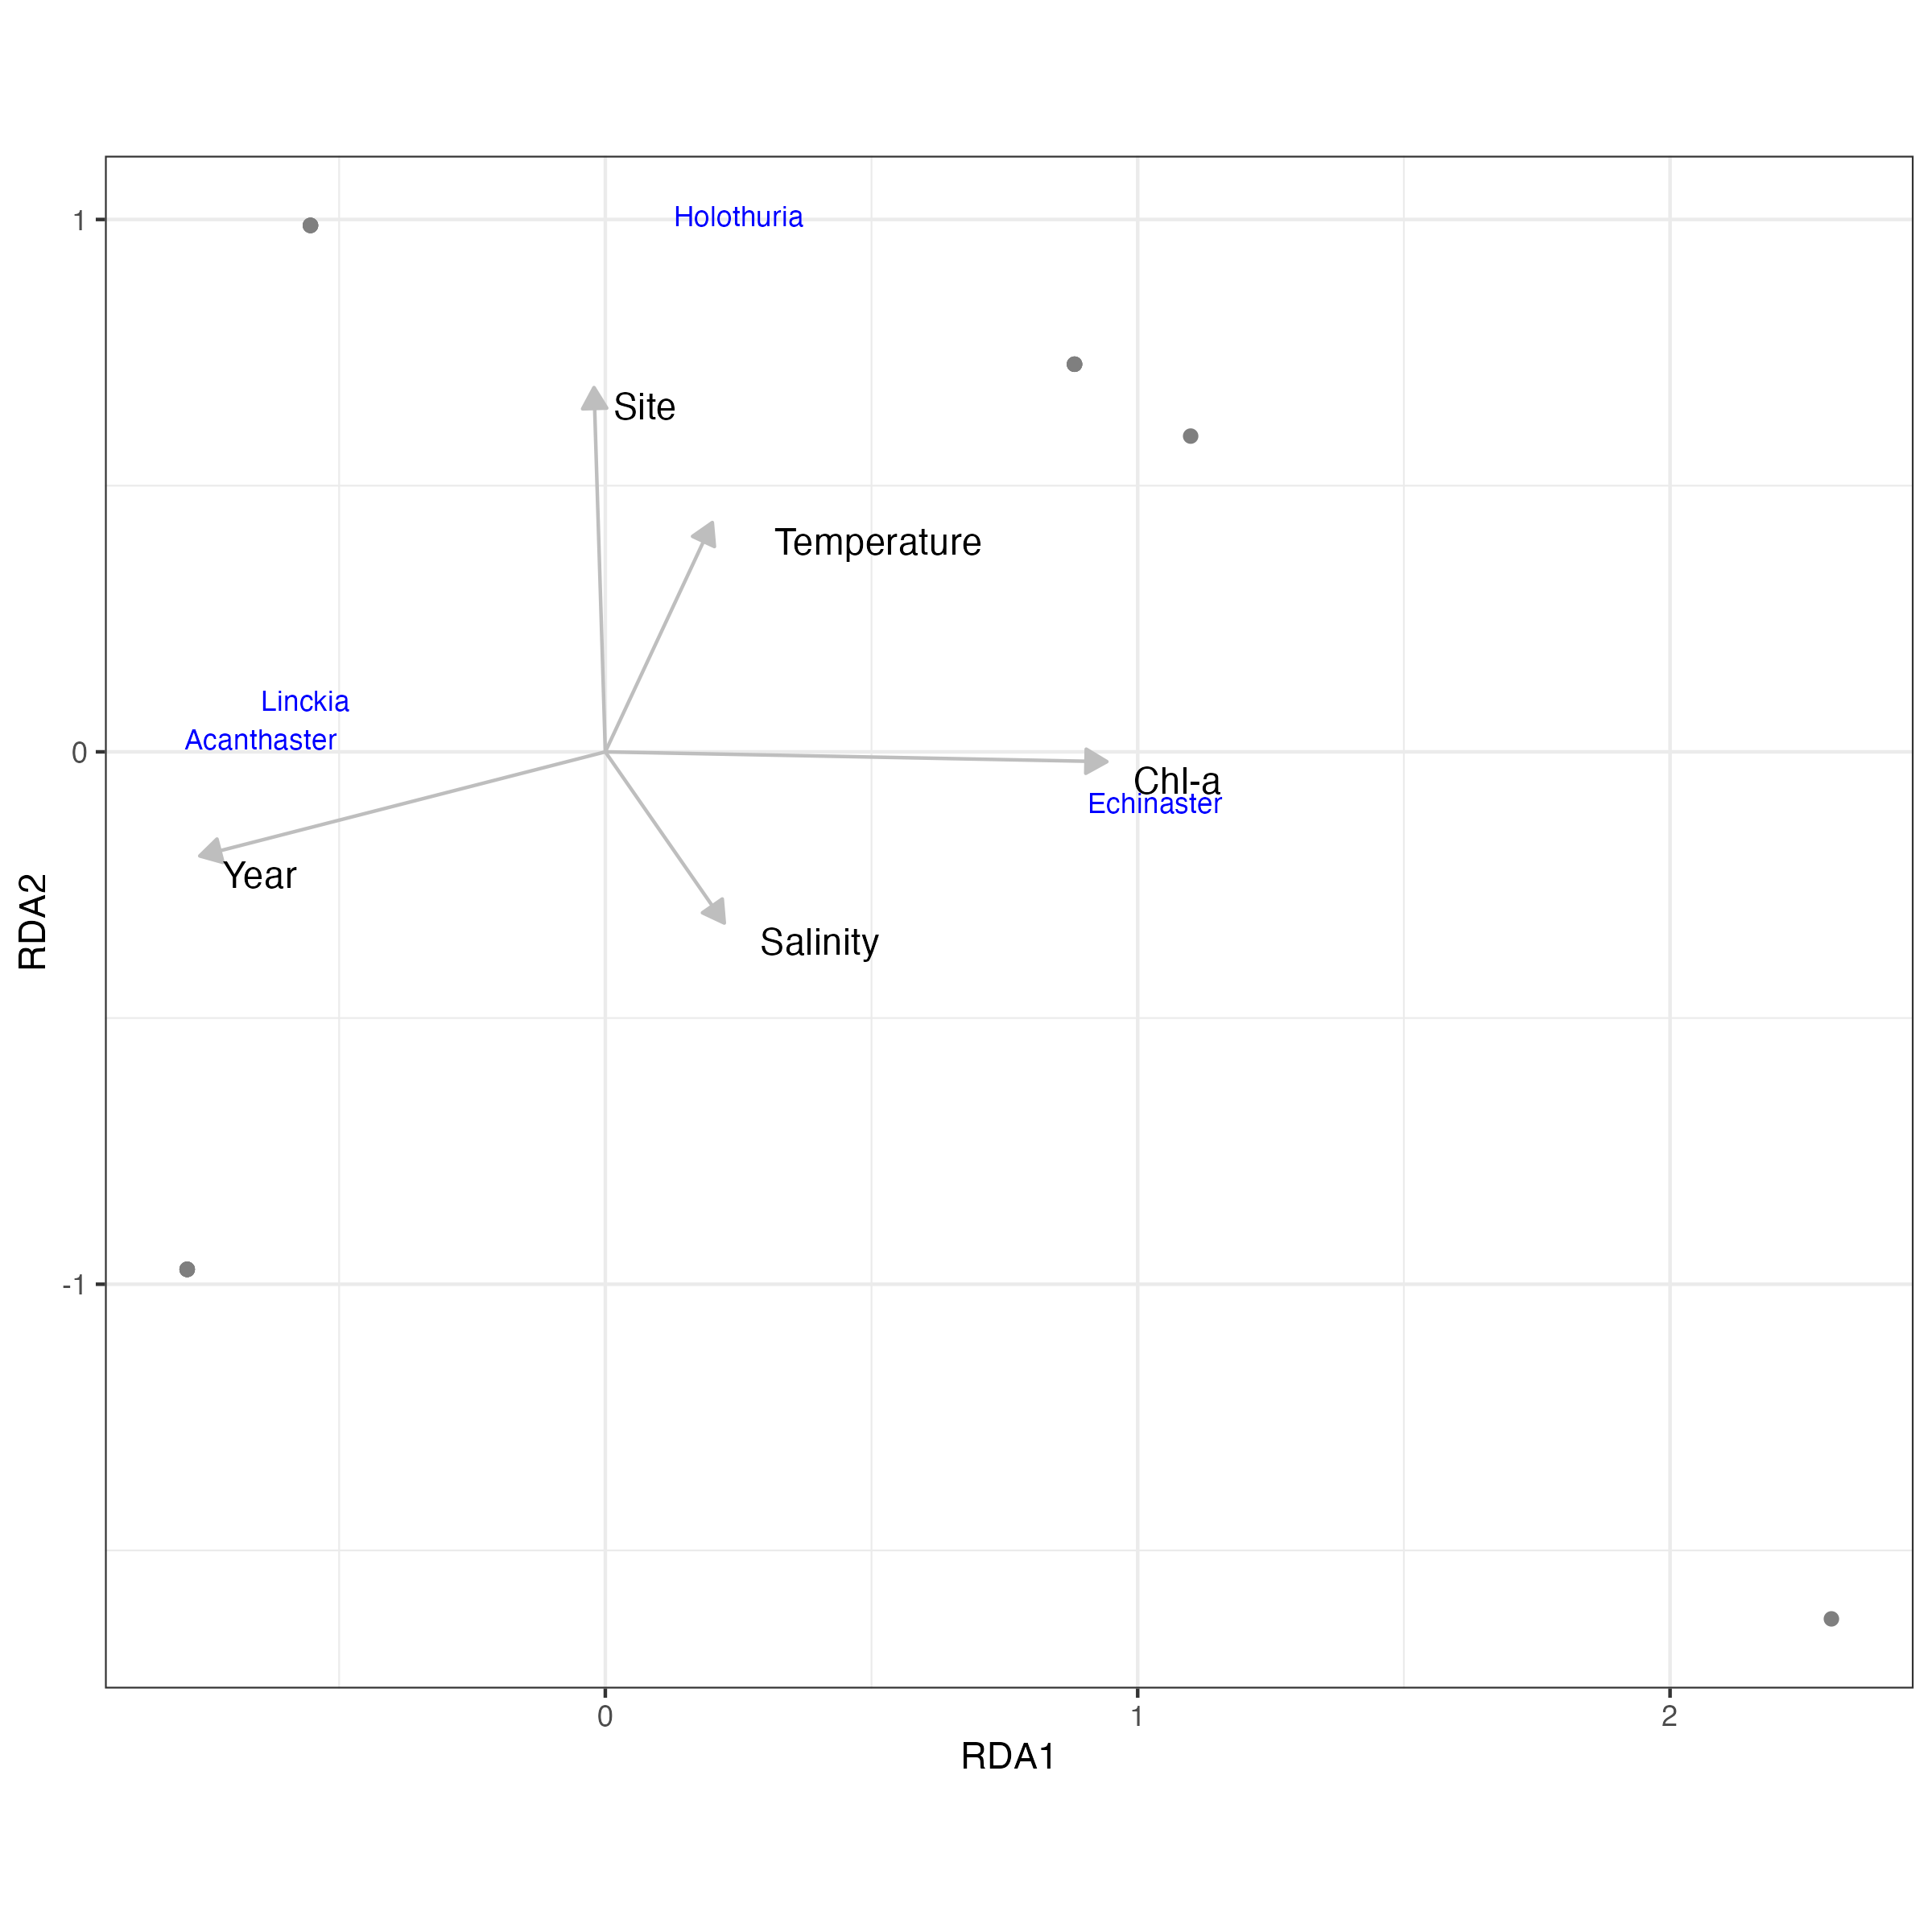 1
Holothuria
Site
Temperature
Linckia
Acanthaster
0
Chl-a
Echinaster
Year
Salinity
RDA2
-1
0
1
2
RDA1